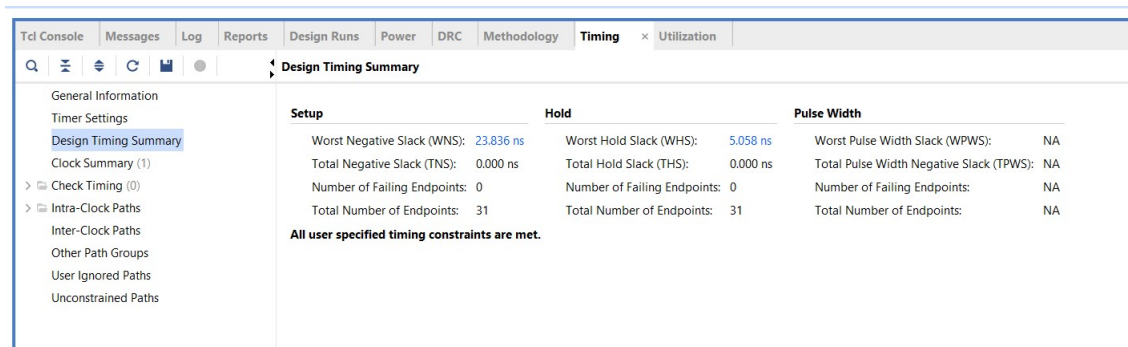 Tcl Console Messages Log Reports Design Runs Power DRC Methodology Timing × Utilization
Design Timing Summary
General Information
Timer Settings
Design Timing Summary
Clock Summary (1)
Check Timing (0)
Intra-Clock Paths
Inter-Clock Paths
Other Path Groups
User Ignored Paths
Unconstrained Paths
Setup Hold Pulse Width
Worst Negative Slack (WNS): 23.836 ns Worst Hold Slack (WHS): 5.058 ns Worst Pulse Width Slack (WPWS): NA
Total Negative Slack (TNS): 0.000 ns Total Hold Slack (THS): 0.000 ns Total Pulse Width Negative Slack (TPWS): NA
Number of Failing Endpoints: 0 Number of Failing Endpoints: 0 Number of Failing Endpoints: NA
Total Number of Endpoints: 31 Total Number of Endpoints: 31 Total Number of Endpoints: NA
All user specified timing constraints are met.